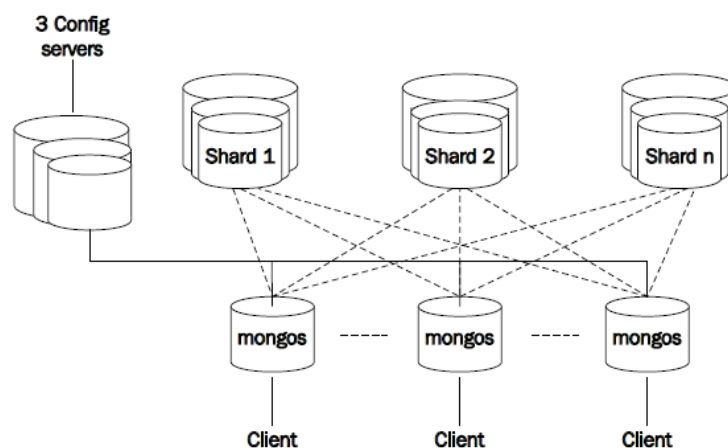 3 Config
servers
Shard 1
Shard 2
Shard n
mongos
mongos
mongos
Client
Client
Client